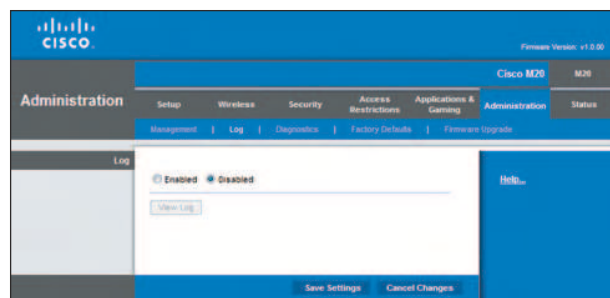 CISCO
Firmware Version: v1.0.00
Cisco M20
M20
Administration
Setup
Wireless
Security
Access Restrictions
Applications & Gaming
Administration
Status
Management | Log | Diagnostics | Factory Defaults | Firmware Upgrade
Log
Enabled Disabled
Help...
View Log
Save Settings
Cancel Changes